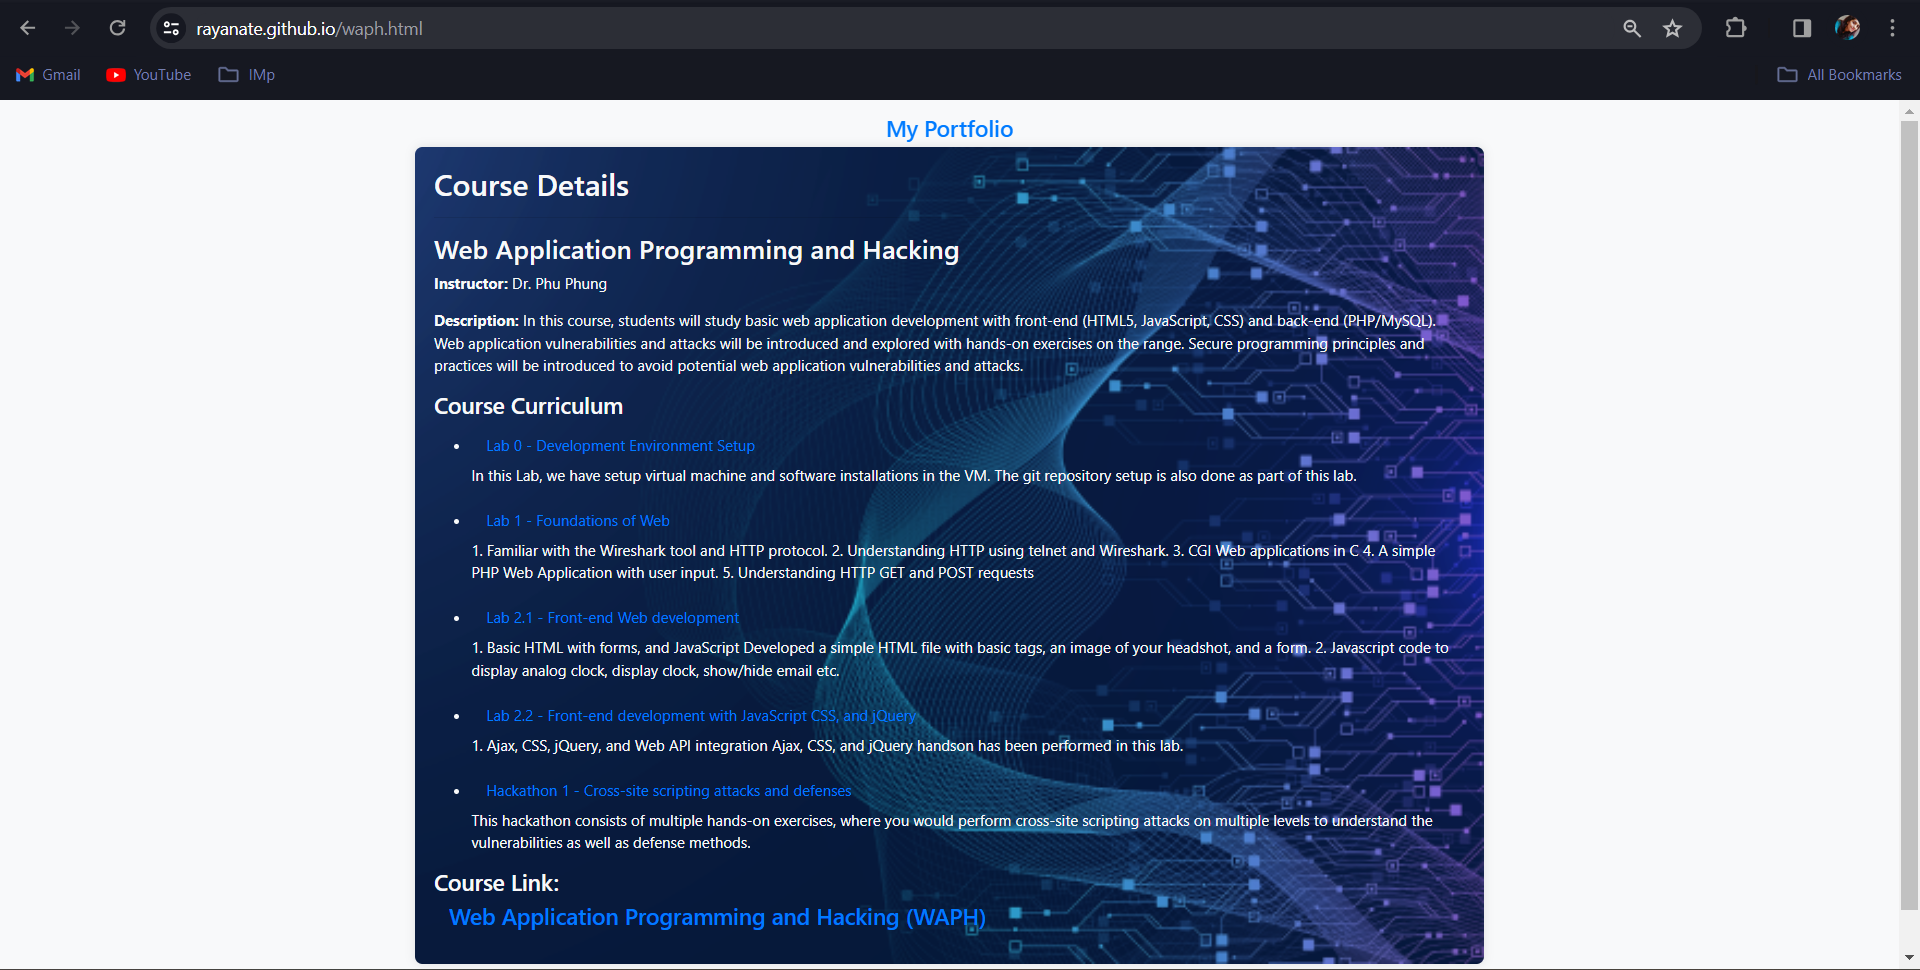 rayanate.github.io/waph.html
Gmail
YouTube
IMp
All Bookmarks
My Portfolio
Course Details
Web Application Programming and Hacking
Instructor: Dr. Phu Phung
Description: In this course, students will study basic web application development with front-end (HTML5, JavaScript, CSS) and back-end (PHP/MySQL).
Web application vulnerabilities and attacks will be introduced and explored with hands-on exercises on the range. Secure programming principles and
practices will be introduced to avoid potential web application vulnerabilities and attacks.
Course Curriculum
• Lab 0 - Development Environment Setup
In this Lab, we have setup virtual machine and software installations in the VM. The git repository setup is also done as part of this lab.
• Lab 1 - Foundations of Web
1. Familiar with the Wireshark tool and HTTP protocol. 2. Understanding HTTP using telnet and Wireshark. 3. CGI Web applications in C 4. A simple
PHP Web Application with user input. 5. Understanding HTTP GET and POST requests
• Lab 2.1 - Front-end Web development
1. Basic HTML with forms, and JavaScript Developed a simple HTML file with basic tags, an image of your headshot, and a form. 2. Javascript code to
display analog clock, display clock, show/hide email etc.
• Lab 2.2 - Front-end development with JavaScript CSS, and jQuery
1. Ajax, CSS, jQuery, and Web API integration Ajax, CSS, and jQuery handson has been performed in this lab.
• Hackathon 1 - Cross-site scripting attacks and defenses
This hackathon consists of multiple hands-on exercises, where you would perform cross-site scripting attacks on multiple levels to understand the
vulnerabilities as well as defense methods.
Course Link:
Web Application Programming and Hacking (WAPH)